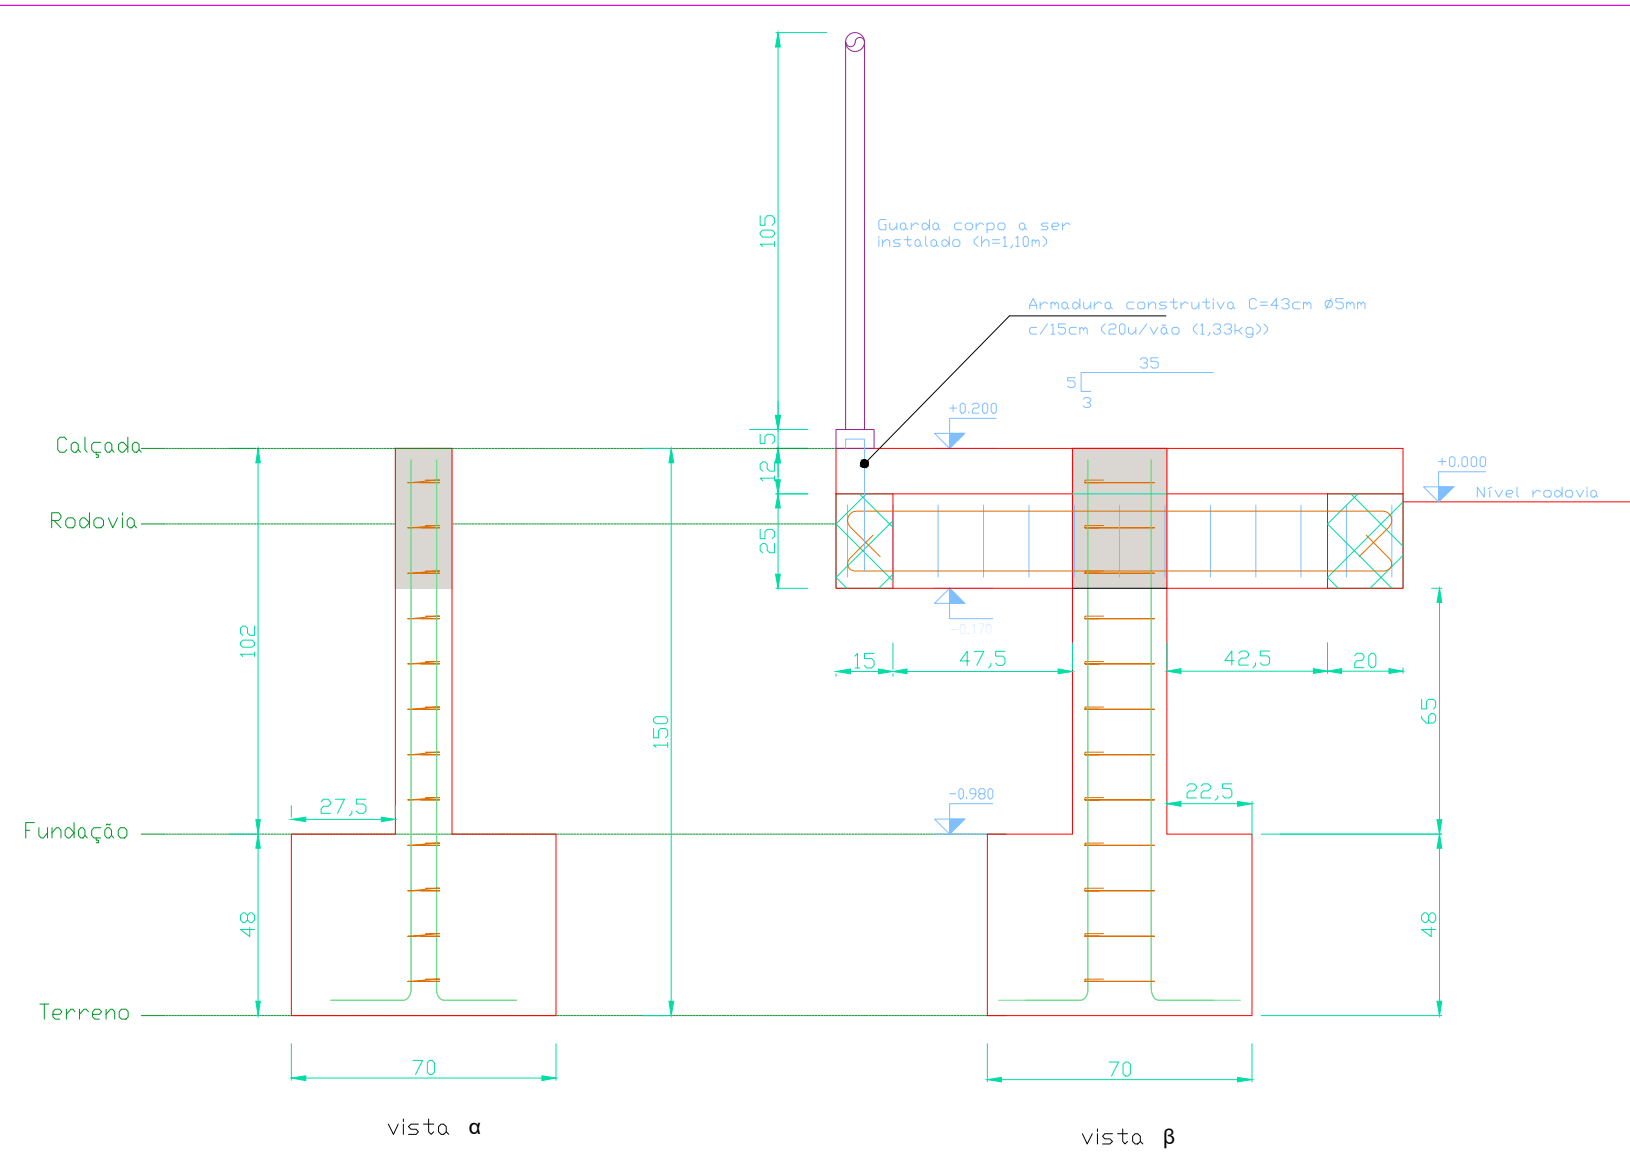 105
Guarda corpo a ser
instalado (h=1,10m)
Armadura construtiva C=43cm Ø5mm
c/15cm (20u/vão (1,33kg))
35
5
3
+0.200
Calçada
5
12
+0.000
Nível rodovia
Rodovia
25
102
-0.170
15
47,5
42,5
20
65
150
27,5
-0.980
22,5
Fundação
48
48
Terreno
70
70
vista α
vista β